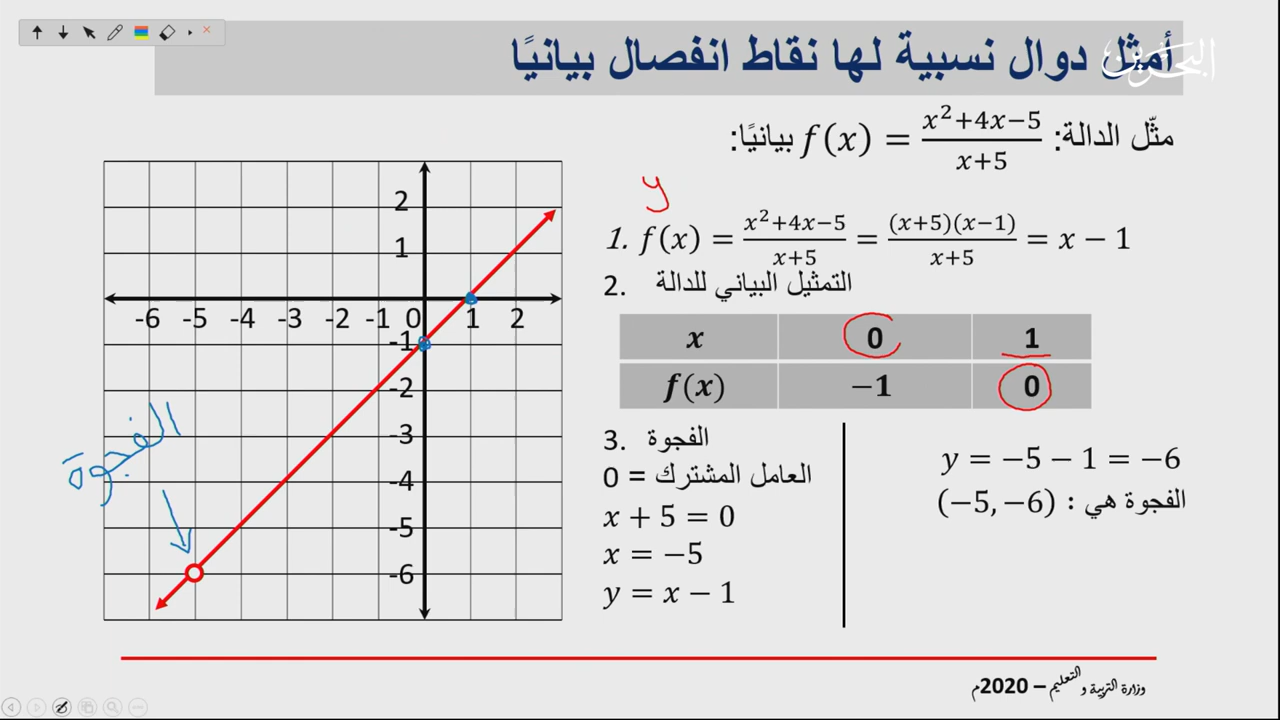 أمثل دوال نسبية لها نقاط انفصال بيانيًا
البحرين
مثّل الدالة: f(x) = (x²+4x−5)/(x+5) بيانيًا:
y
1. f(x) = (x²+4x−5)/(x+5) = ((x+5)(x−1))/(x+5) = x − 1
2. التمثيل البياني للدالة
x 0 1
f(x) −1 0
3. الفجوة
العامل المشترك = 0
x + 5 = 0
x = −5
y = x − 1
y = −5 − 1 = −6
الفجوة هي : (−5, −6)
2
1
-6 -5 -4 -3 -2 -1 0 1 2
-1
-2
-3
-4
-5
-6
الفجوة
وزارة التربية و التعليم – 2020م